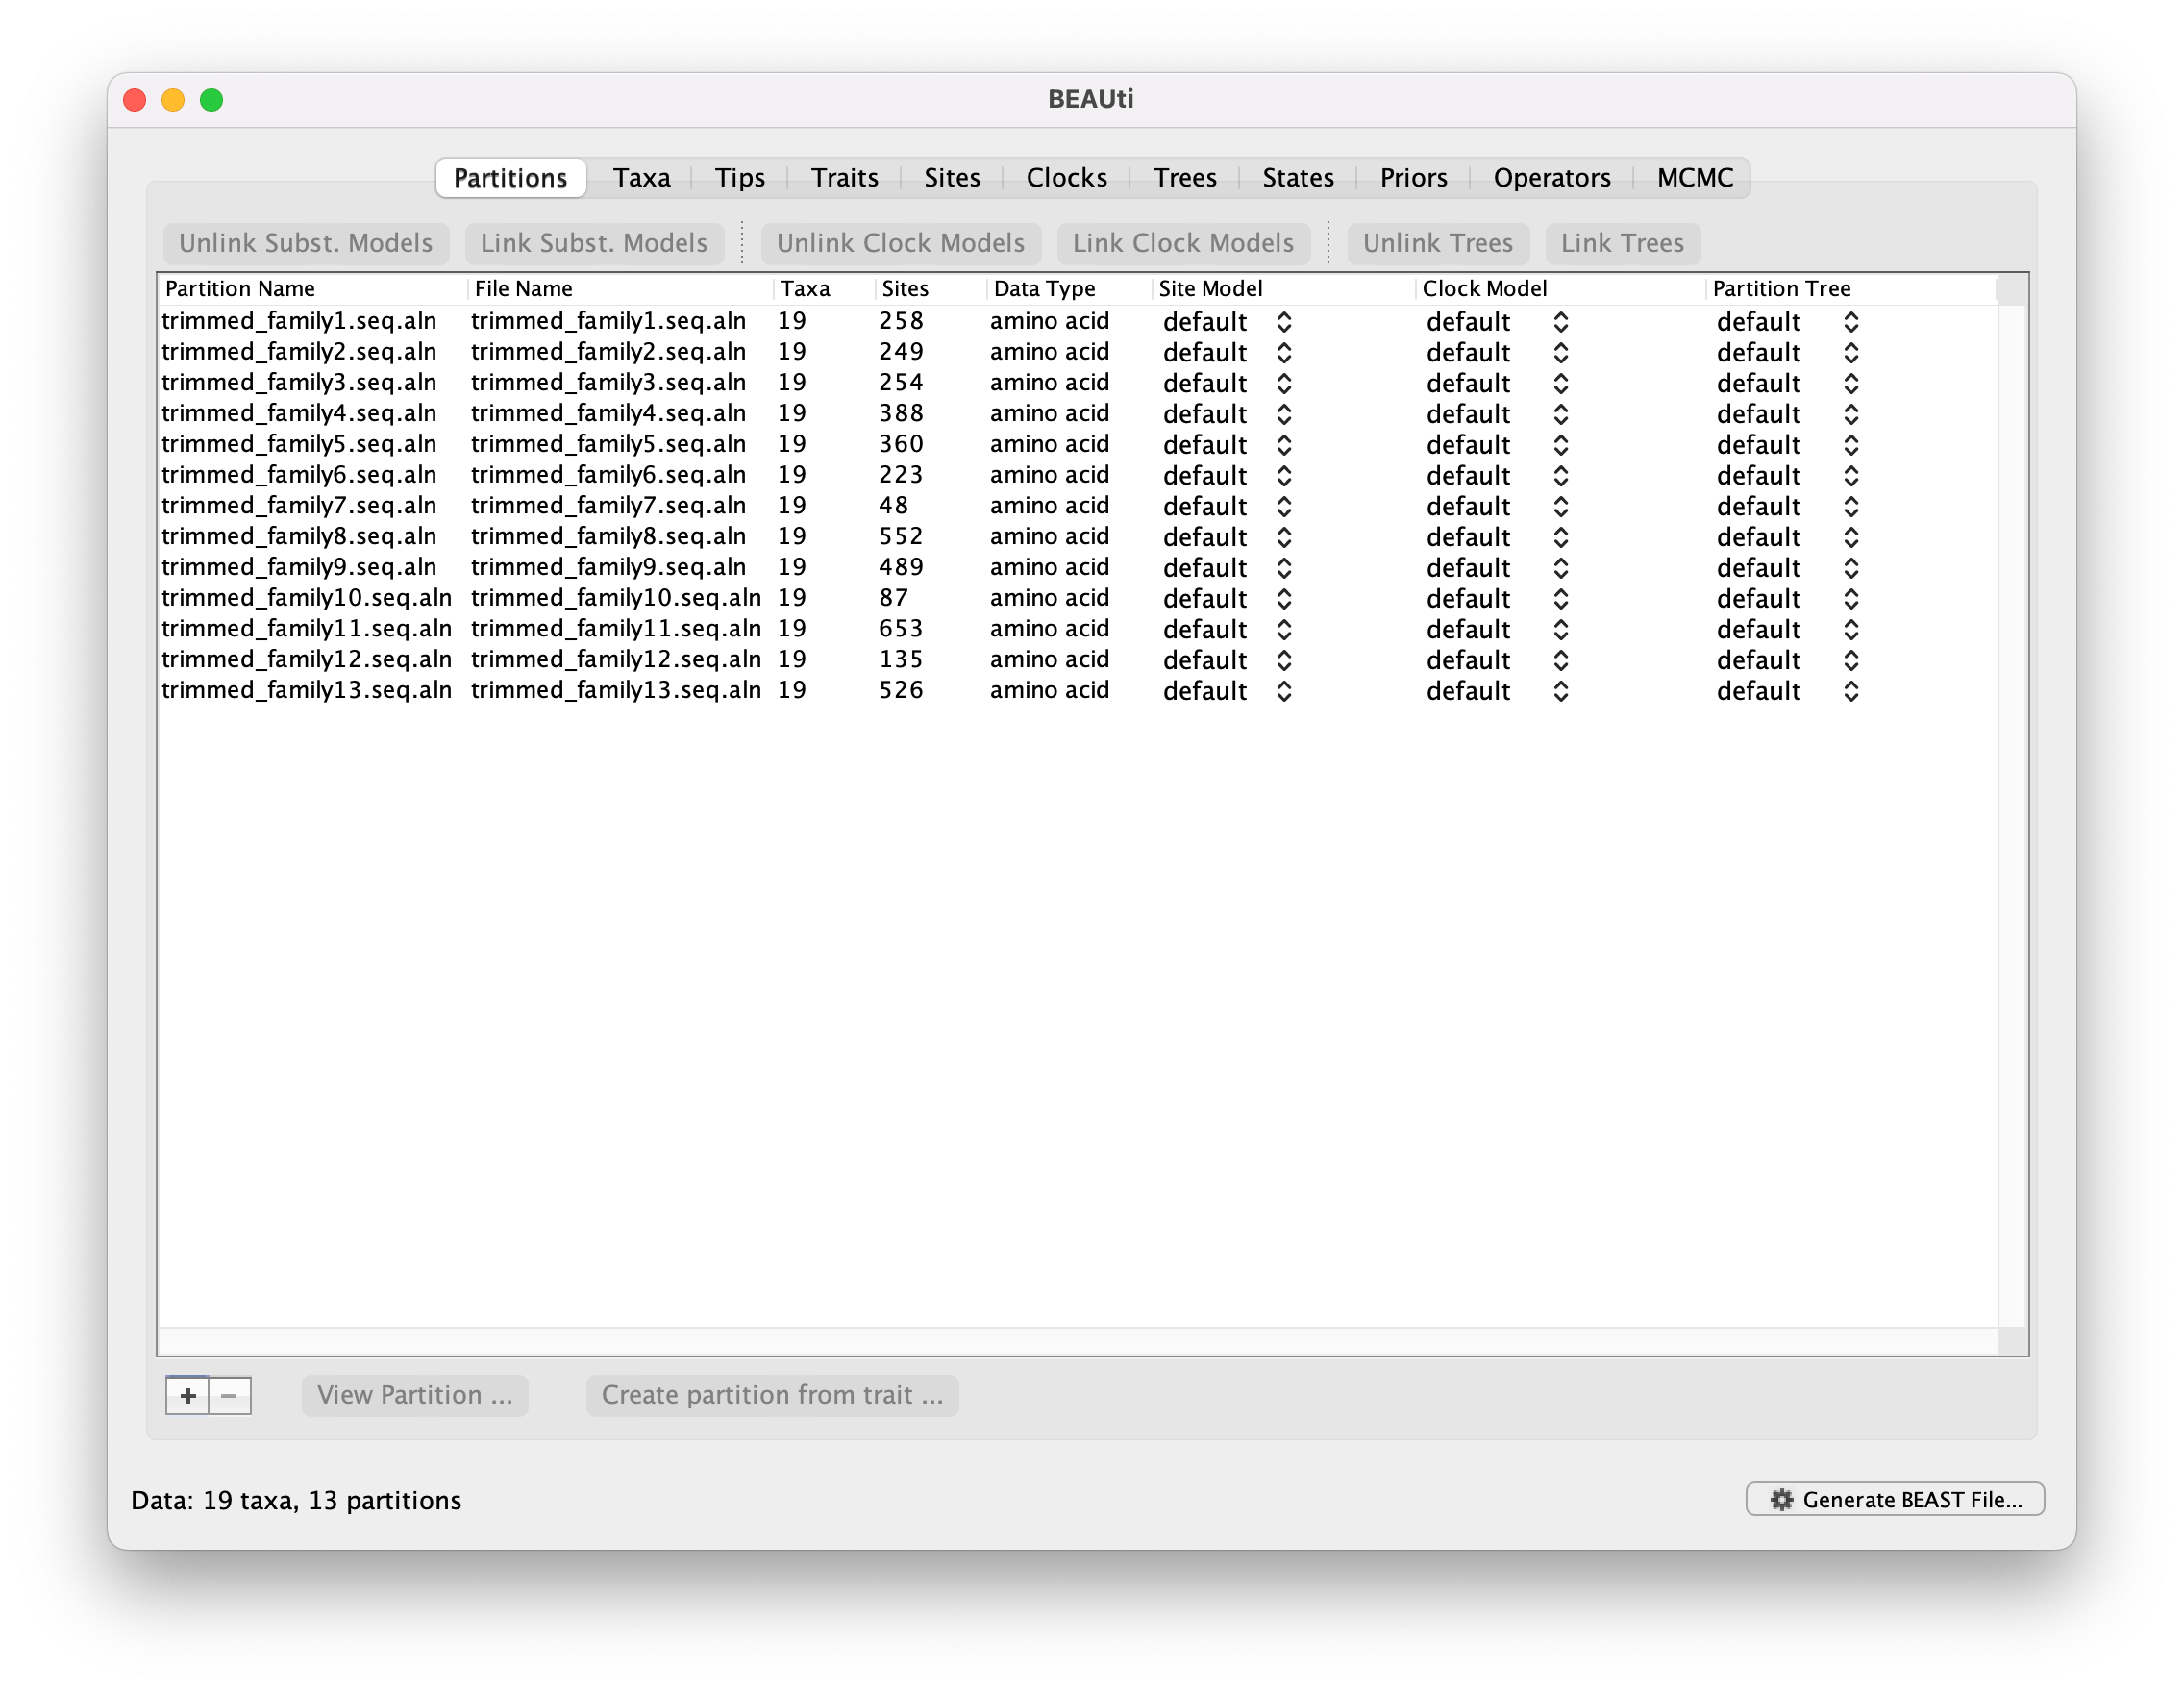 BEAUti
Partitions Taxa Tips Traits Sites Clocks Trees States Priors Operators MCMC
Unlink Subst. Models Link Subst. Models Unlink Clock Models Link Clock Models Unlink Trees Link Trees
Partition Name File Name Taxa Sites Data Type Site Model Clock Model Partition Tree
trimmed_family1.seq.aln trimmed_family1.seq.aln 19 258 amino acid default default default
trimmed_family2.seq.aln trimmed_family2.seq.aln 19 249 amino acid default default default
trimmed_family3.seq.aln trimmed_family3.seq.aln 19 254 amino acid default default default
trimmed_family4.seq.aln trimmed_family4.seq.aln 19 388 amino acid default default default
trimmed_family5.seq.aln trimmed_family5.seq.aln 19 360 amino acid default default default
trimmed_family6.seq.aln trimmed_family6.seq.aln 19 223 amino acid default default default
trimmed_family7.seq.aln trimmed_family7.seq.aln 19 48 amino acid default default default
trimmed_family8.seq.aln trimmed_family8.seq.aln 19 552 amino acid default default default
trimmed_family9.seq.aln trimmed_family9.seq.aln 19 489 amino acid default default default
trimmed_family10.seq.aln trimmed_family10.seq.aln 19 87 amino acid default default default
trimmed_family11.seq.aln trimmed_family11.seq.aln 19 653 amino acid default default default
trimmed_family12.seq.aln trimmed_family12.seq.aln 19 135 amino acid default default default
trimmed_family13.seq.aln trimmed_family13.seq.aln 19 526 amino acid default default default
+ − View Partition ... Create partition from trait ...
Data: 19 taxa, 13 partitions Generate BEAST File...